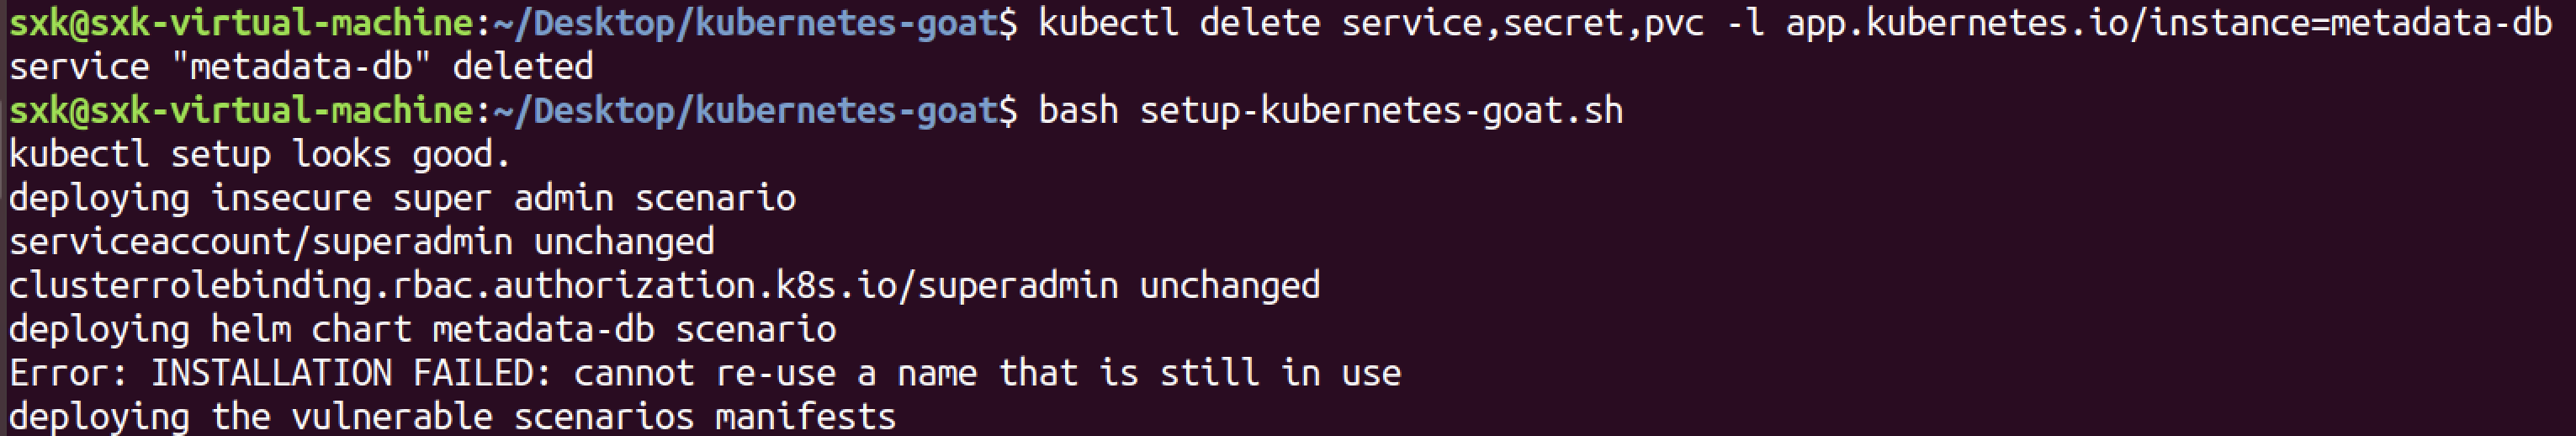 sxk@sxk-virtual-machine:~/Desktop/kubernetes-goat$ kubectl delete service,secret,pvc -l app.kubernetes.io/instance=metadata-db
service "metadata-db" deleted
sxk@sxk-virtual-machine:~/Desktop/kubernetes-goat$ bash setup-kubernetes-goat.sh
kubectl setup looks good.
deploying insecure super admin scenario
serviceaccount/superadmin unchanged
clusterrolebinding.rbac.authorization.k8s.io/superadmin unchanged
deploying helm chart metadata-db scenario
Error: INSTALLATION FAILED: cannot re-use a name that is still in use
deploying the vulnerable scenarios manifests